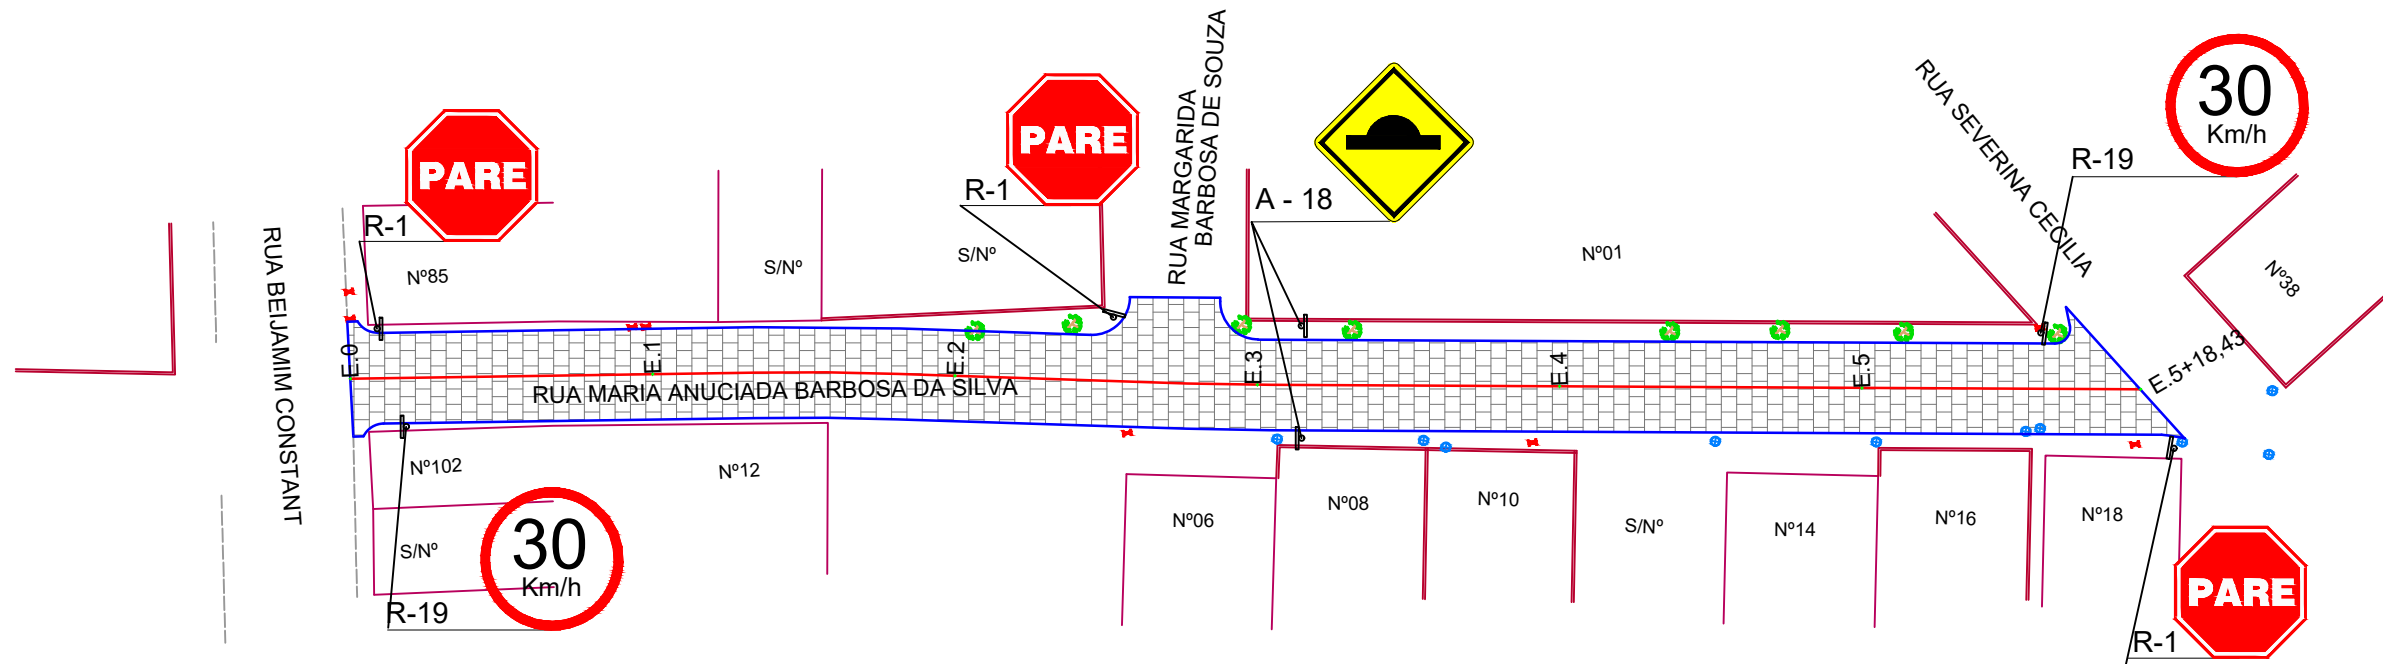 30
Km/h
R-19
RUA SEVERINA CECILIA
PARE
R-1
PARE
R-1
RUA MARGARIDA
BARBOSA DE SOUZA
A - 18
RUA BEIJAMIM CONSTANT
Nº85
S/Nº
S/Nº
Nº01
Nº38
E.0
E.1
E.2
E.3
E.4
E.5
E.5+18,43
RUA MARIA ANUCIADA BARBOSA DA SILVA
Nº102
Nº12
S/Nº
30
Km/h
R-19
Nº06
Nº08
Nº10
S/Nº
Nº14
Nº16
Nº18
PARE
R-1